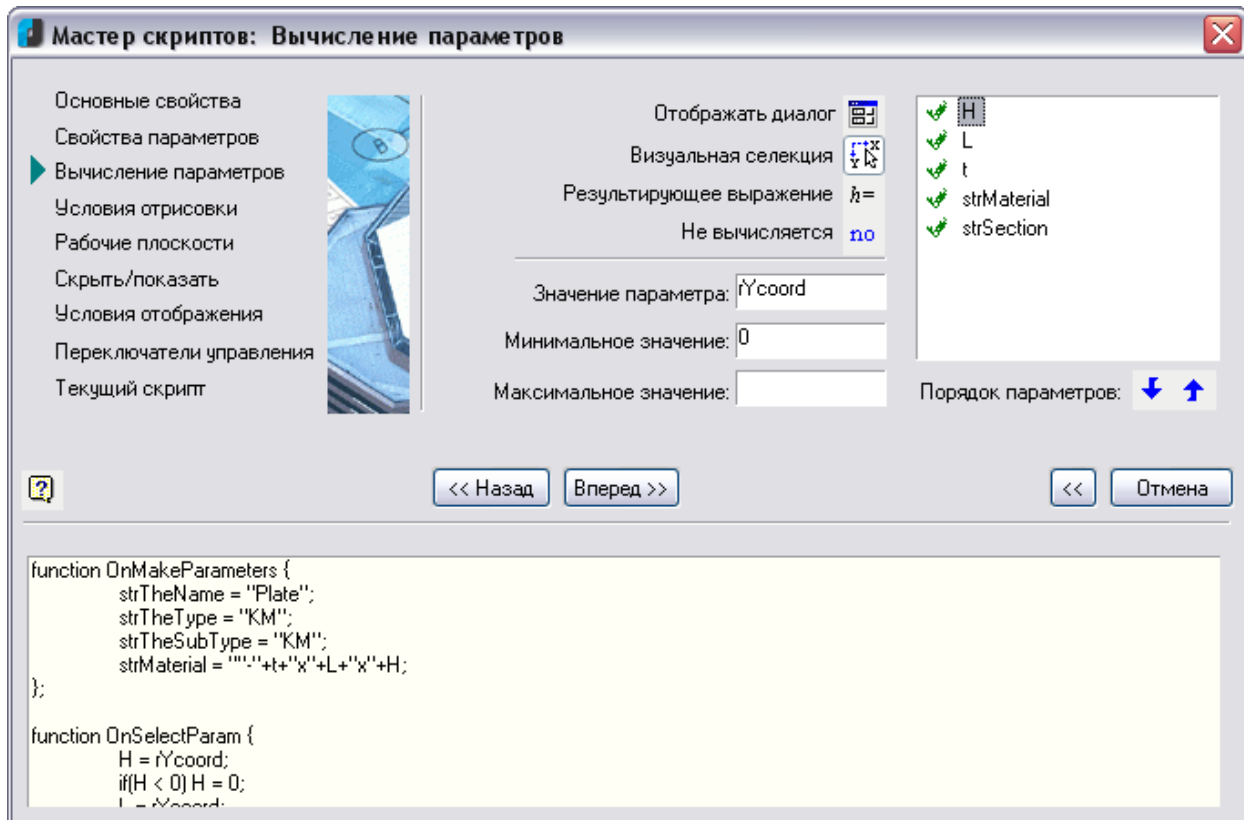 Мастер скриптов: Вычисление параметров
Основные свойства
Свойства параметров
Вычисление параметров
Условия отрисовки
Рабочие плоскости
Скрыть/показать
Условия отображения
Переключатели управления
Текущий скрипт
Отображать диалог
Визуальная селекция
Результирующее выражение h=
Не вычисляется no
Значение параметра: rYcoord
Минимальное значение: 0
Максимальное значение:
H
L
t
strMaterial
strSection
Порядок параметров:
<< Назад Вперед >> << Отмена
function OnMakeParameters {
strTheName = "Plate";
strTheType = "KM";
strTheSubType = "KM";
strMaterial = ""-"+t+"x"+L+"x"+H;
};
function OnSelectParam {
H = rYcoord;
if(H < 0) H = 0;